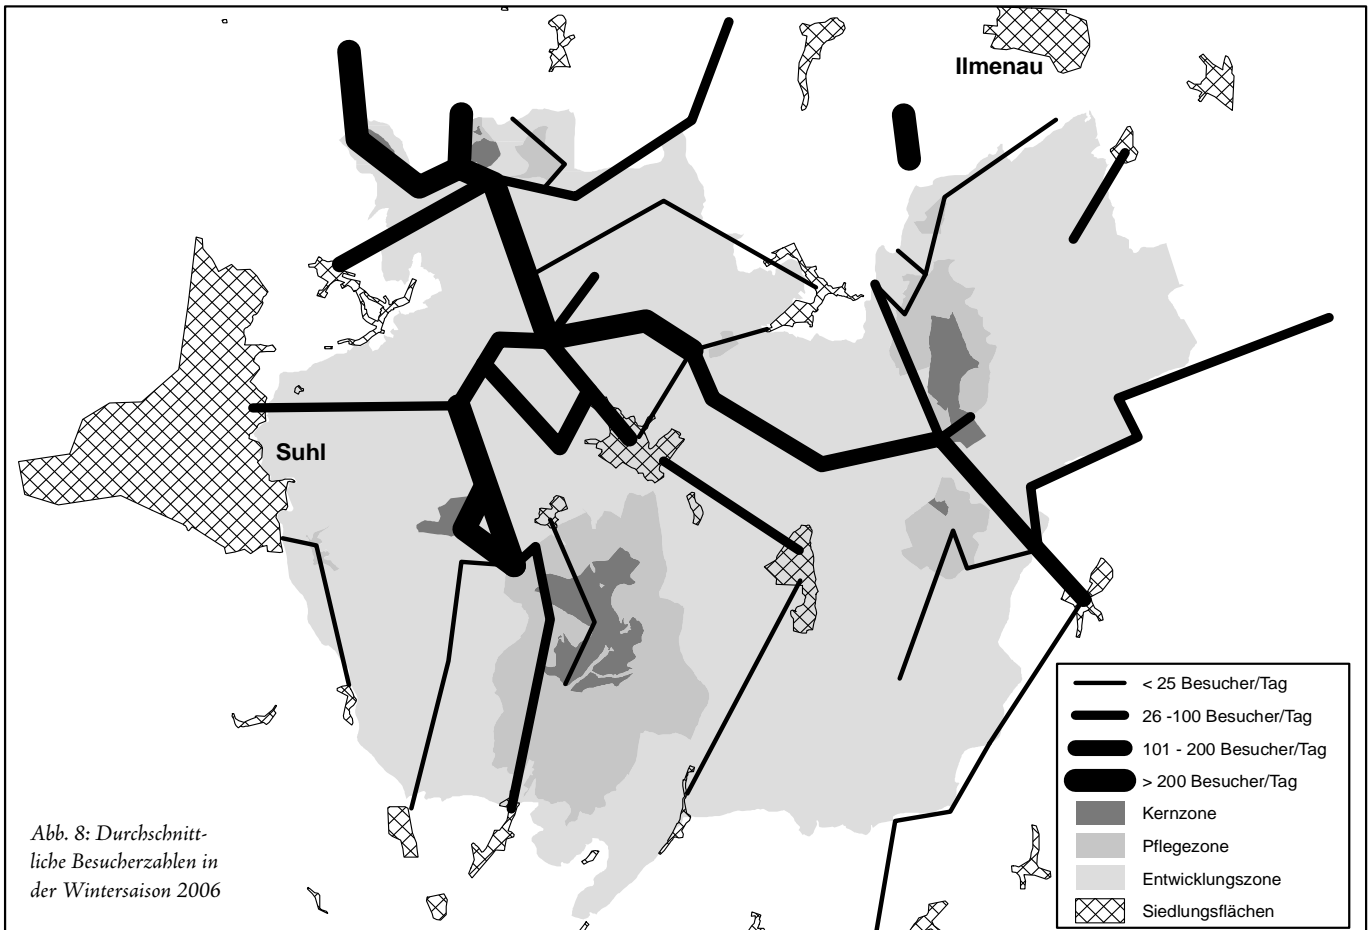 Ilmenau
Suhl
< 25 Besucher/Tag
26 -100 Besucher/Tag
101 - 200 Besucher/Tag
> 200 Besucher/Tag
Kernzone
Pflegezone
Entwicklungszone
Siedlungsflächen
Abb. 8: Durchschnitt-
liche Besucherzahlen in
der Wintersaison 2006